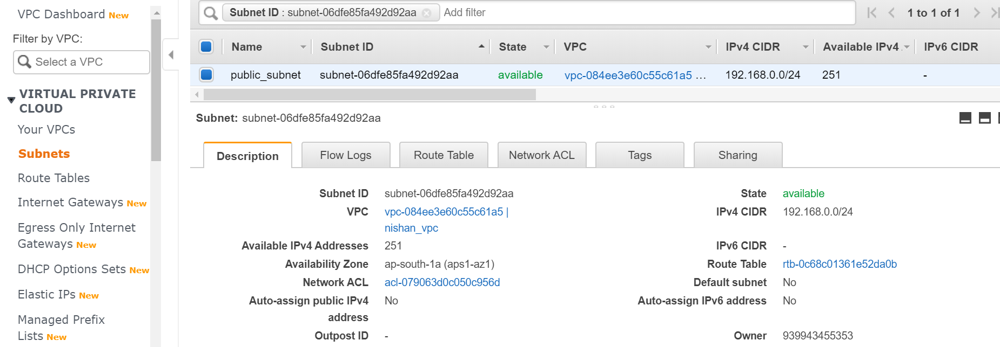 VPC Dashboard New
Filter by VPC:
Select a VPC
VIRTUAL PRIVATE
CLOUD
Your VPCs
Subnets
Route Tables
Internet Gateways New
Egress Only Internet
Gateways New
DHCP Options Sets New
Elastic IPs New
Managed Prefix
Lists New
Subnet ID : subnet-06dfe85fa492d92aa Add filter
1 to 1 of 1
Name Subnet ID State VPC IPv4 CIDR Available IPv4 IPv6 CIDR
public_subnet subnet-06dfe85fa492d92aa available vpc-084ee3e60c55c61a5 ... 192.168.0.0/24 251 -
Subnet: subnet-06dfe85fa492d92aa
Description Flow Logs Route Table Network ACL Tags Sharing
Subnet ID subnet-06dfe85fa492d92aa State available
VPC vpc-084ee3e60c55c61a5 | IPv4 CIDR 192.168.0.0/24
nishan_vpc
Available IPv4 Addresses 251 IPv6 CIDR -
Availability Zone ap-south-1a (aps1-az1) Route Table rtb-0c68c01361e52da0b
Network ACL acl-079063d0c050c956d Default subnet No
Auto-assign public IPv4 No Auto-assign IPv6 address No
address
Outpost ID - Owner 939943455353